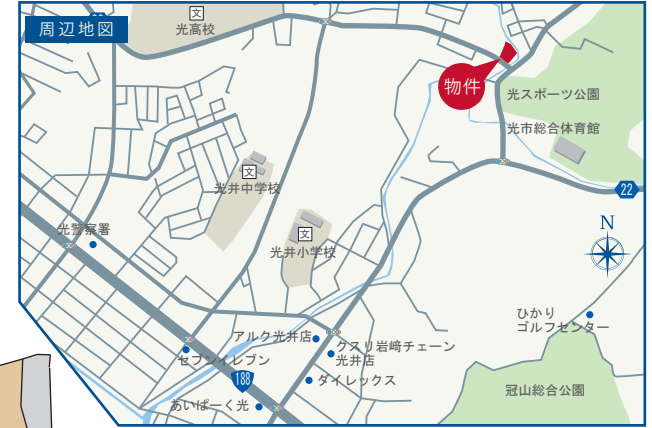 周辺地図
文
光高校
物件
光スポーツ公園
光市総合体育館
22
文
光井中学校
文
光井小学校
光警察署
N
ひかり
ゴルフセンター
アルク光井店
クスリ岩﨑チェーン
光井店
セブンイレブン
188
ダイレックス
あいぱーく光
冠山総合公園